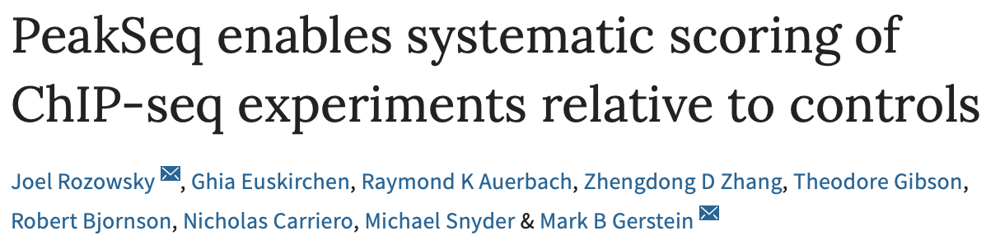 PeakSeq enables systematic scoring of
ChIP-seq experiments relative to controls
Joel Rozowsky, Ghia Euskirchen, Raymond K Auerbach, Zhengdong D Zhang, Theodore Gibson,
Robert Bjornson, Nicholas Carriero, Michael Snyder & Mark B Gerstein